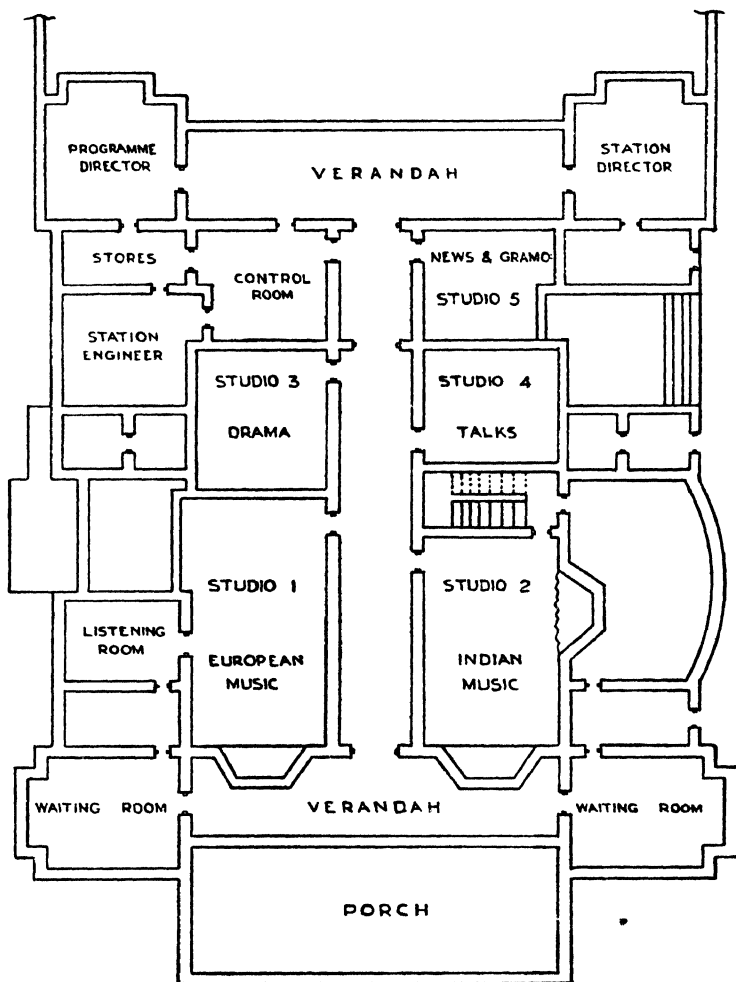 PROGRAMME
DIRECTOR
VERANDAH
STATION
DIRECTOR
STORES
CONTROL
ROOM
NEWS & GRAMO
STUDIO 5
STATION
ENGINEER
STUDIO 3
DRAMA
STUDIO 4
TALKS
STUDIO 1
EUROPEAN
MUSIC
STUDIO 2
INDIAN
MUSIC
LISTENING
ROOM
WAITING ROOM
VERANDAH
WAITING ROOM
PORCH